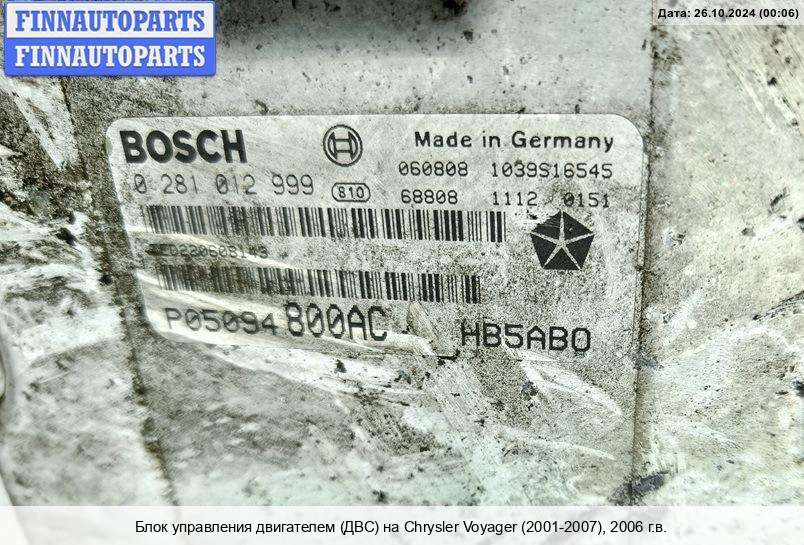 FINNAUTOPARTS
FINNAUTOPARTS
Дата: 26.10.2024 (00:06)
BOSCH
Made in Germany
0 281 012 999
810
060808 1039S16545
68808 1112 0151
P05094 800AC HB5AB0
Блок управления двигателем (ДВС) на Chrysler Voyager (2001-2007), 2006 г.в.